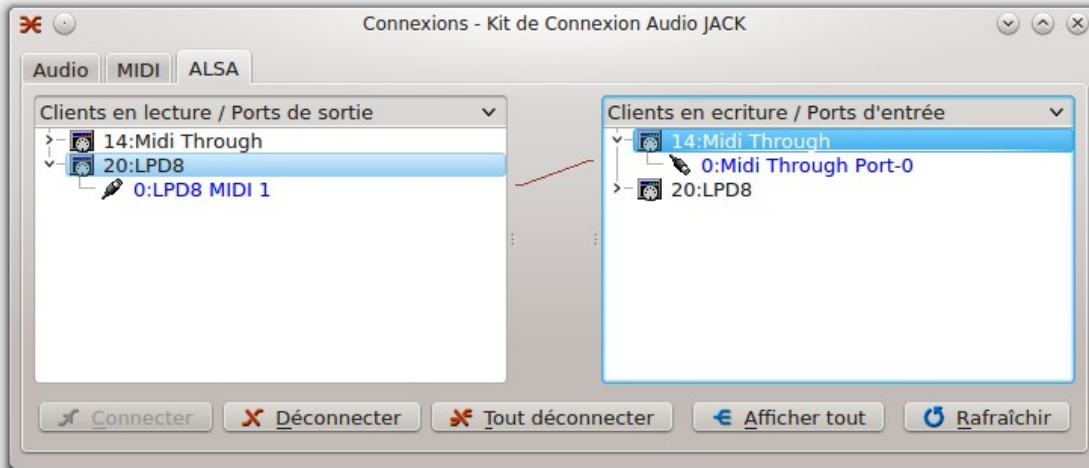 Connexions - Kit de Connexion Audio JACK
Audio MIDI ALSA
Clients en lecture / Ports de sortie
14:Midi Through
20:LPD8
0:LPD8 MIDI 1
Clients en ecriture / Ports d'entrée
14:Midi Through
0:Midi Through Port-0
20:LPD8
Connecter Déconnecter Tout déconnecter Afficher tout Rafraîchir